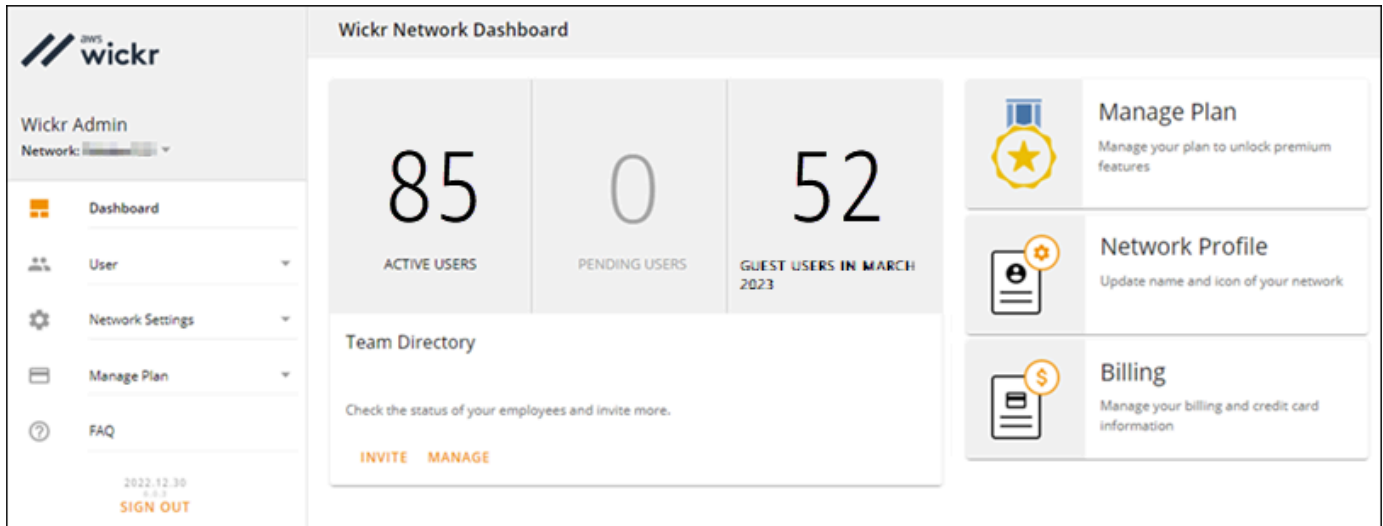 aws
wickr
Wickr Admin
Network:
Dashboard
User
Network Settings
Manage Plan
FAQ
2022.12.30
SIGN OUT
Wickr Network Dashboard
85
ACTIVE USERS
0
PENDING USERS
52
GUEST USERS IN MARCH
2023
Team Directory
Check the status of your employees and invite more.
INVITE MANAGE
Manage Plan
Manage your plan to unlock premium
features
Network Profile
Update name and icon of your network
$
Billing
Manage your billing and credit card
information